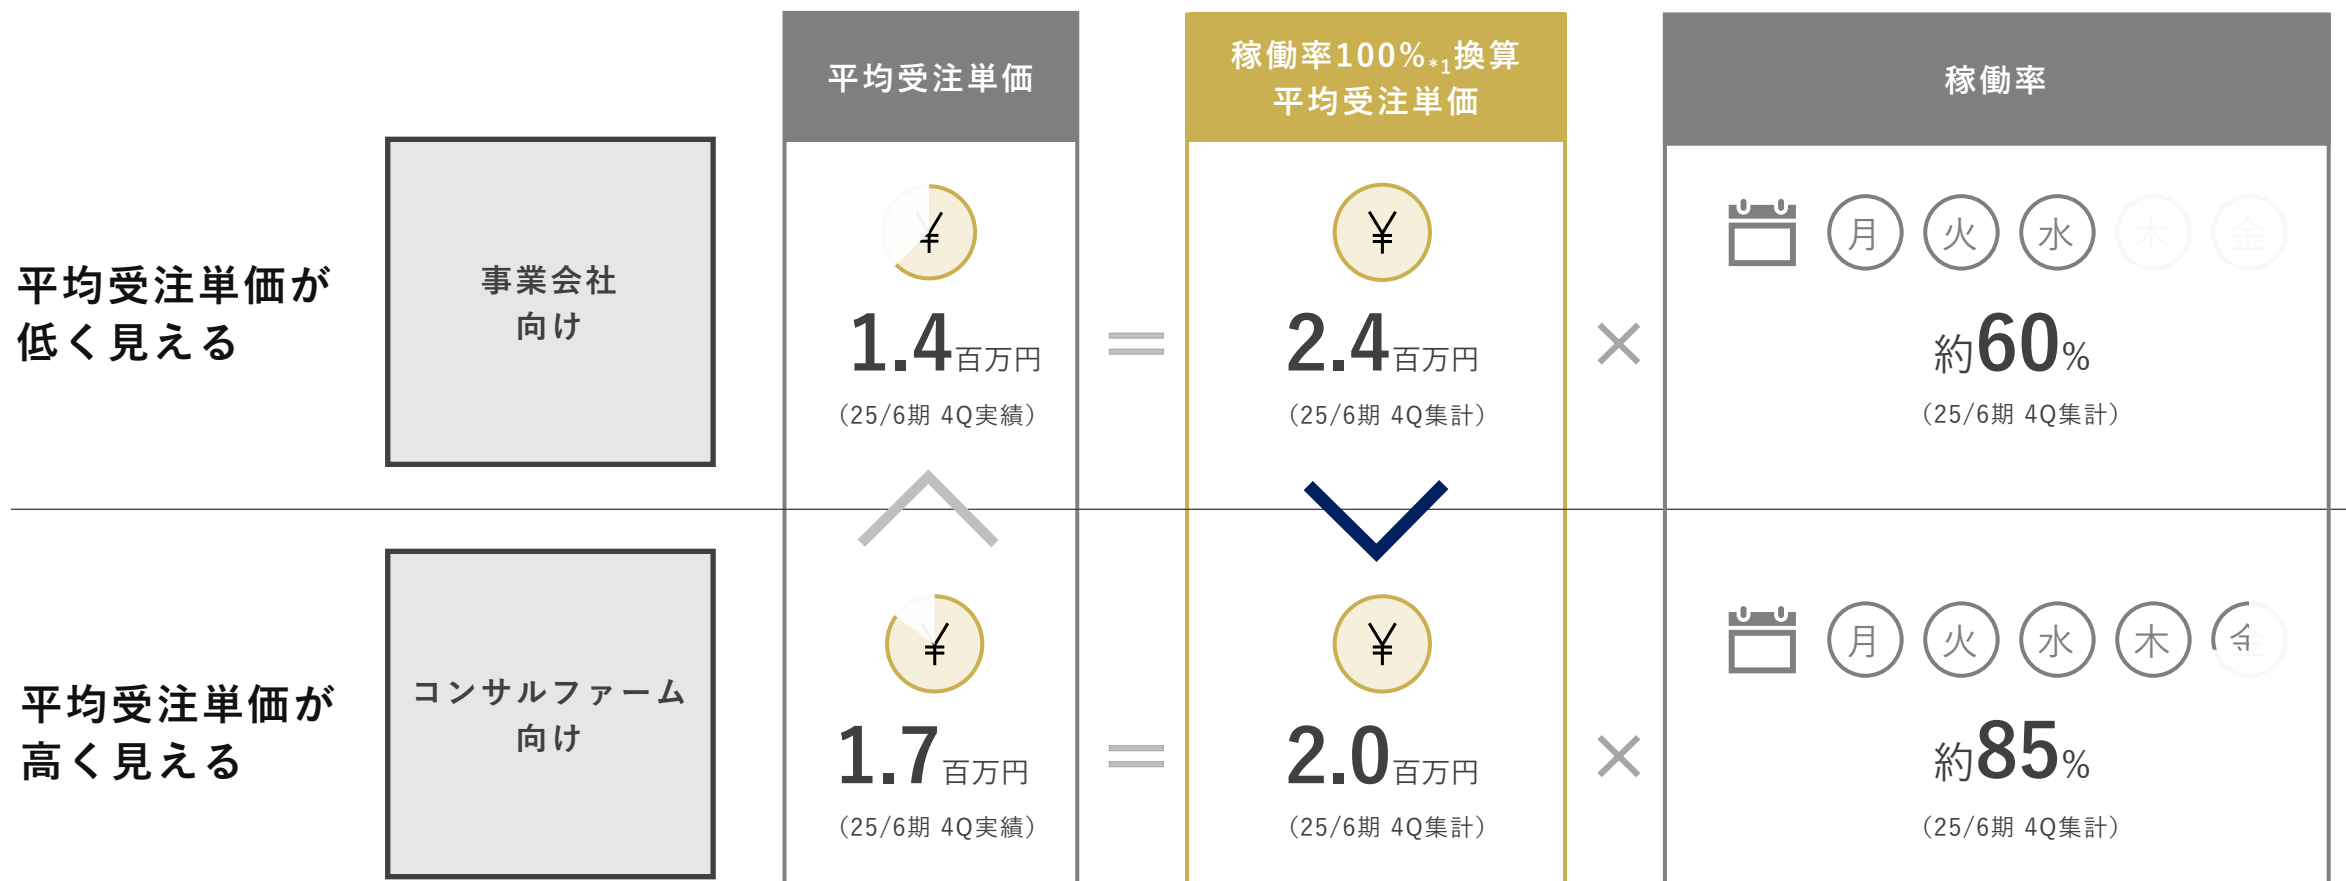 平均受注単価
稼働率100%*1換算
平均受注単価
稼働率
平均受注単価が
低く見える
事業会社
向け
¥
1.4百万円
(25/6期 4Q実績)
=
¥
2.4百万円
(25/6期 4Q集計)
×
月 火 水 木 金
約60%
(25/6期 4Q集計)
平均受注単価が
高く見える
コンサルファーム
向け
¥
1.7百万円
(25/6期 4Q実績)
=
¥
2.0百万円
(25/6期 4Q集計)
×
月 火 水 木 金
約85%
(25/6期 4Q集計)